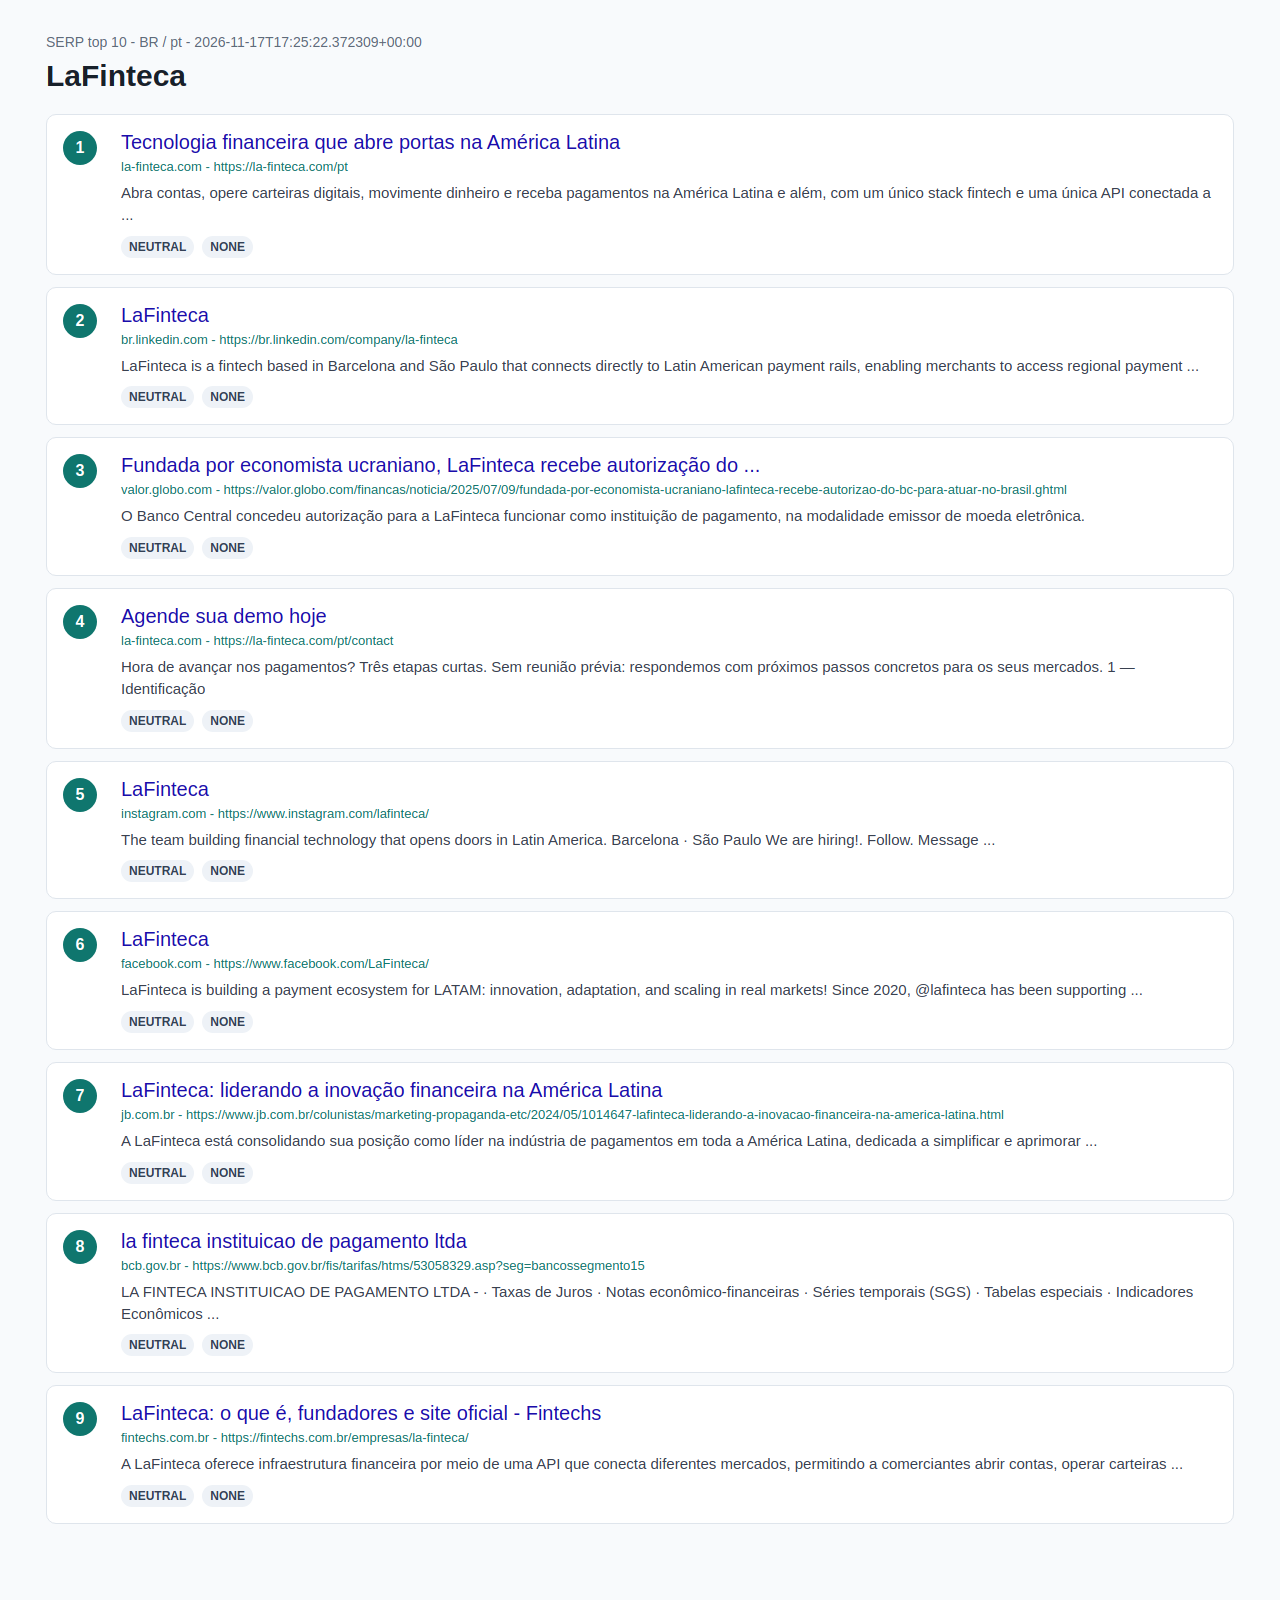 SERP top 10 - BR / pt - 2026-11-17T17:25:22.372309+00:00
LaFinteca
1
Tecnologia financeira que abre portas na América Latina
la-finteca.com - https://la-finteca.com/pt
Abra contas, opere carteiras digitais, movimente dinheiro e receba pagamentos na América Latina e além, com um único stack fintech e uma única API conectada a
...
NEUTRAL NONE
2
LaFinteca
br.linkedin.com - https://br.linkedin.com/company/la-finteca
LaFinteca is a fintech based in Barcelona and São Paulo that connects directly to Latin American payment rails, enabling merchants to access regional payment ...
NEUTRAL NONE
3
Fundada por economista ucraniano, LaFinteca recebe autorização do ...
valor.globo.com - https://valor.globo.com/financas/noticia/2025/07/09/fundada-por-economista-ucraniano-lafinteca-recebe-autorizao-do-bc-para-atuar-no-brasil.ghtml
O Banco Central concedeu autorização para a LaFinteca funcionar como instituição de pagamento, na modalidade emissor de moeda eletrônica.
NEUTRAL NONE
4
Agende sua demo hoje
la-finteca.com - https://la-finteca.com/pt/contact
Hora de avançar nos pagamentos? Três etapas curtas. Sem reunião prévia: respondemos com próximos passos concretos para os seus mercados. 1 —
Identificação
NEUTRAL NONE
5
LaFinteca
instagram.com - https://www.instagram.com/lafinteca/
The team building financial technology that opens doors in Latin America. Barcelona · São Paulo We are hiring!. Follow. Message ...
NEUTRAL NONE
6
LaFinteca
facebook.com - https://www.facebook.com/LaFinteca/
LaFinteca is building a payment ecosystem for LATAM: innovation, adaptation, and scaling in real markets! Since 2020, @lafinteca has been supporting ...
NEUTRAL NONE
7
LaFinteca: liderando a inovação financeira na América Latina
jb.com.br - https://www.jb.com.br/colunistas/marketing-propaganda-etc/2024/05/1014647-lafinteca-liderando-a-inovacao-financeira-na-america-latina.html
A LaFinteca está consolidando sua posição como líder na indústria de pagamentos em toda a América Latina, dedicada a simplificar e aprimorar ...
NEUTRAL NONE
8
la finteca instituicao de pagamento ltda
bcb.gov.br - https://www.bcb.gov.br/fis/tarifas/htms/53058329.asp?seg=bancossegmento15
LA FINTECA INSTITUICAO DE PAGAMENTO LTDA - · Taxas de Juros · Notas econômico-financeiras · Séries temporais (SGS) · Tabelas especiais · Indicadores
Econômicos ...
NEUTRAL NONE
9
LaFinteca: o que é, fundadores e site oficial - Fintechs
fintechs.com.br - https://fintechs.com.br/empresas/la-finteca/
A LaFinteca oferece infraestrutura financeira por meio de uma API que conecta diferentes mercados, permitindo a comerciantes abrir contas, operar carteiras ...
NEUTRAL NONE